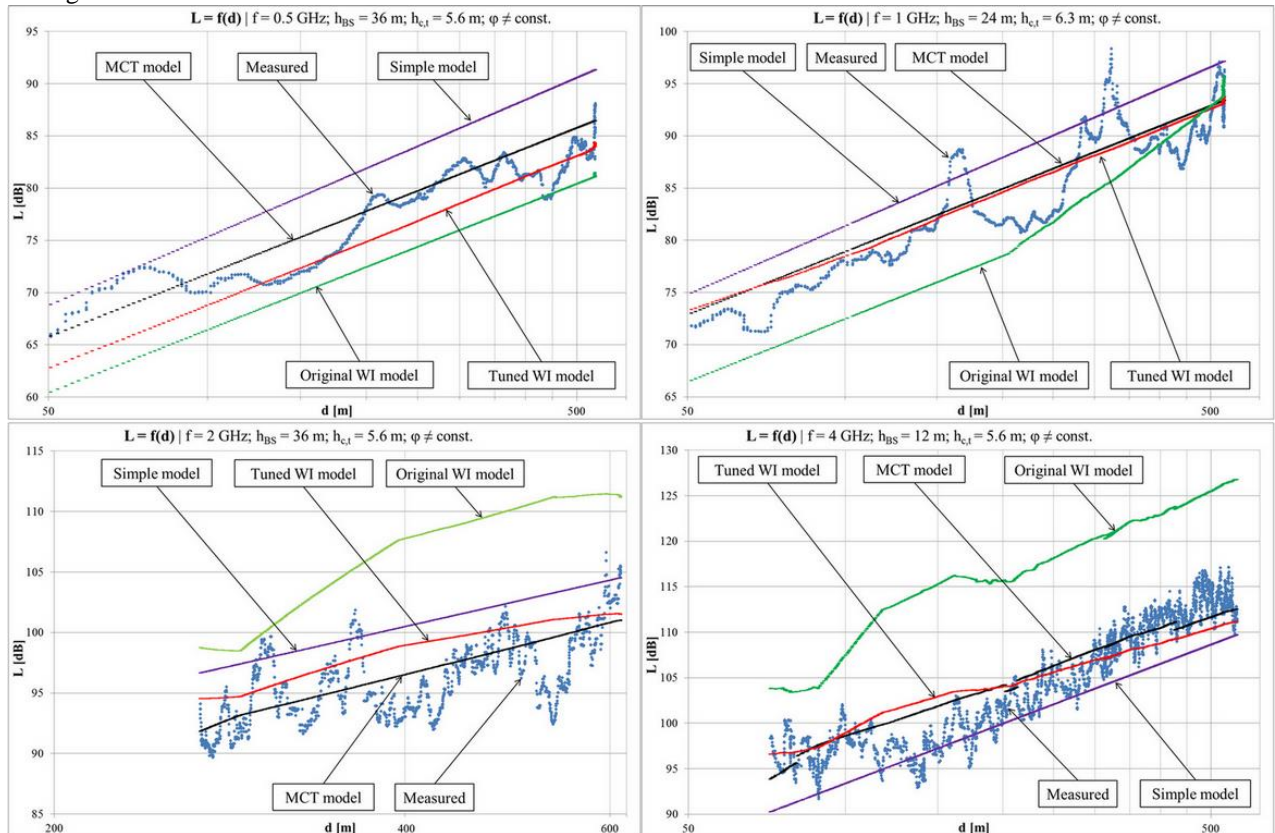 L = f(d) | f = 0.5 GHz; hBS = 36 m; hc,t = 5.6 m; φ ≠ const.
95
90
85
80
75
70
65
60
L [dB]
MCT model
Measured
Simple model
Original WI model
Tuned WI model
50
d [m]
500
L = f(d) | f = 1 GHz; hBS = 24 m; hc,t = 6.3 m; φ ≠ const.
100
95
90
85
80
75
70
65
L [dB]
Simple model
Measured
MCT model
Original WI model
Tuned WI model
50
d [m]
500
L = f(d) | f = 2 GHz; hBS = 36 m; hc,t = 5.6 m; φ ≠ const.
115
110
105
100
95
90
85
L [dB]
Simple model
Tuned WI model
Original WI model
MCT model
Measured
200
d [m]
400
600
L = f(d) | f = 4 GHz; hBS = 12 m; hc,t = 5.6 m; φ ≠ const.
130
125
120
115
110
105
100
95
90
L [dB]
Tuned WI model
MCT model
Original WI model
Measured
Simple model
50
d [m]
500